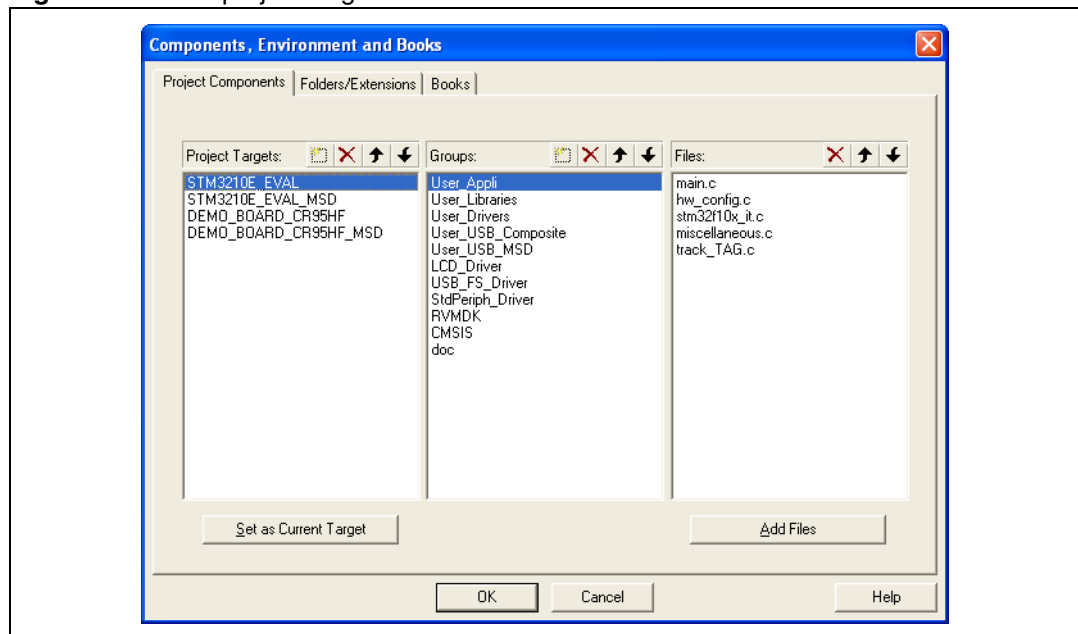 Components, Environment and Books
Project Components Folders/Extensions Books
Project Targets: Groups: Files:
STM3210E_EVAL
STM3210E_EVAL_MSD
DEMO_BOARD_CR95HF
DEMO_BOARD_CR95HF_MSD
User_Appli
User_Libraries
User_Drivers
User_USB_Composite
User_USB_MSD
LCD_Driver
USB_FS_Driver
StdPeriph_Driver
RVMDK
CMSIS
doc
main.c
hw_config.c
stm32f10x_it.c
miscellaneous.c
track_TAG.c
Set as Current Target Add Files
OK Cancel Help